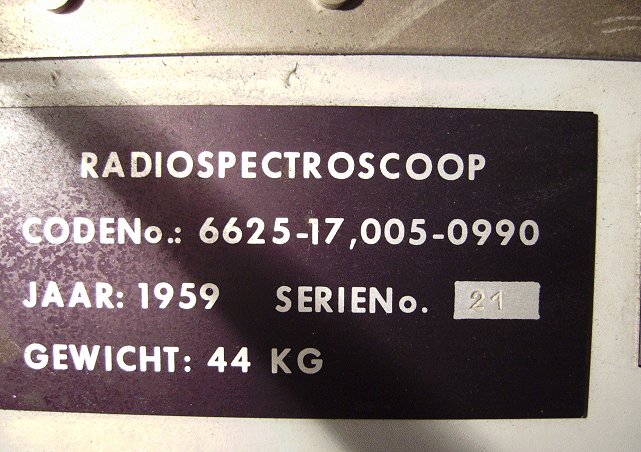 RADIOSPECTROSCOOP
CODENo.: 6625-17,005-0990
JAAR: 1959 SERIENo. 21
GEWICHT: 44 KG